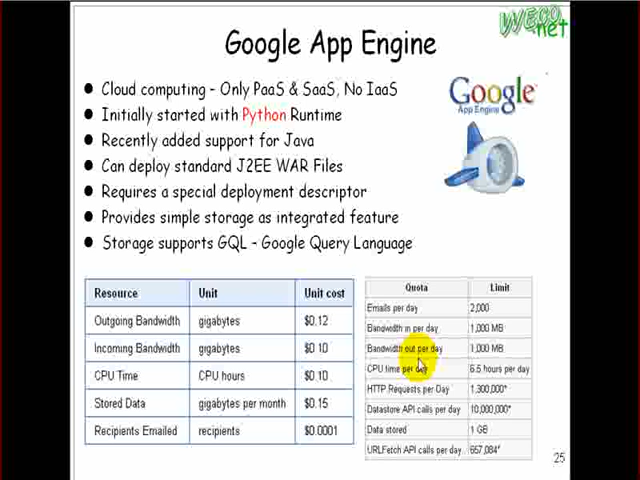 WECO
.net
Google App Engine
Cloud computing - Only PaaS & SaaS, No IaaS
Initially started with Python Runtime
Recently added support for Java
Can deploy standard J2EE WAR Files
Requires a special deployment descriptor
Provides simple storage as integrated feature
Storage supports GQL - Google Query Language
Google
App Engine
Resource Unit Unit cost
Outgoing Bandwidth gigabytes $0.12
Incoming Bandwidth gigabytes $0.10
CPU Time CPU hours $0.10
Stored Data gigabytes per month $0.15
Recipients Emailed recipients $0.0001
Quota Limit
Emails per day 2,000
Bandwidth in per day 1,000 MB
Bandwidth out per day 1,000 MB
CPU time per day 6.5 hours per day
HTTP Requests per Day 1,300,000*
Datastore API calls per day 10,000,000*
Data stored 1 GB
URLFetch API calls per day 657,084*
25